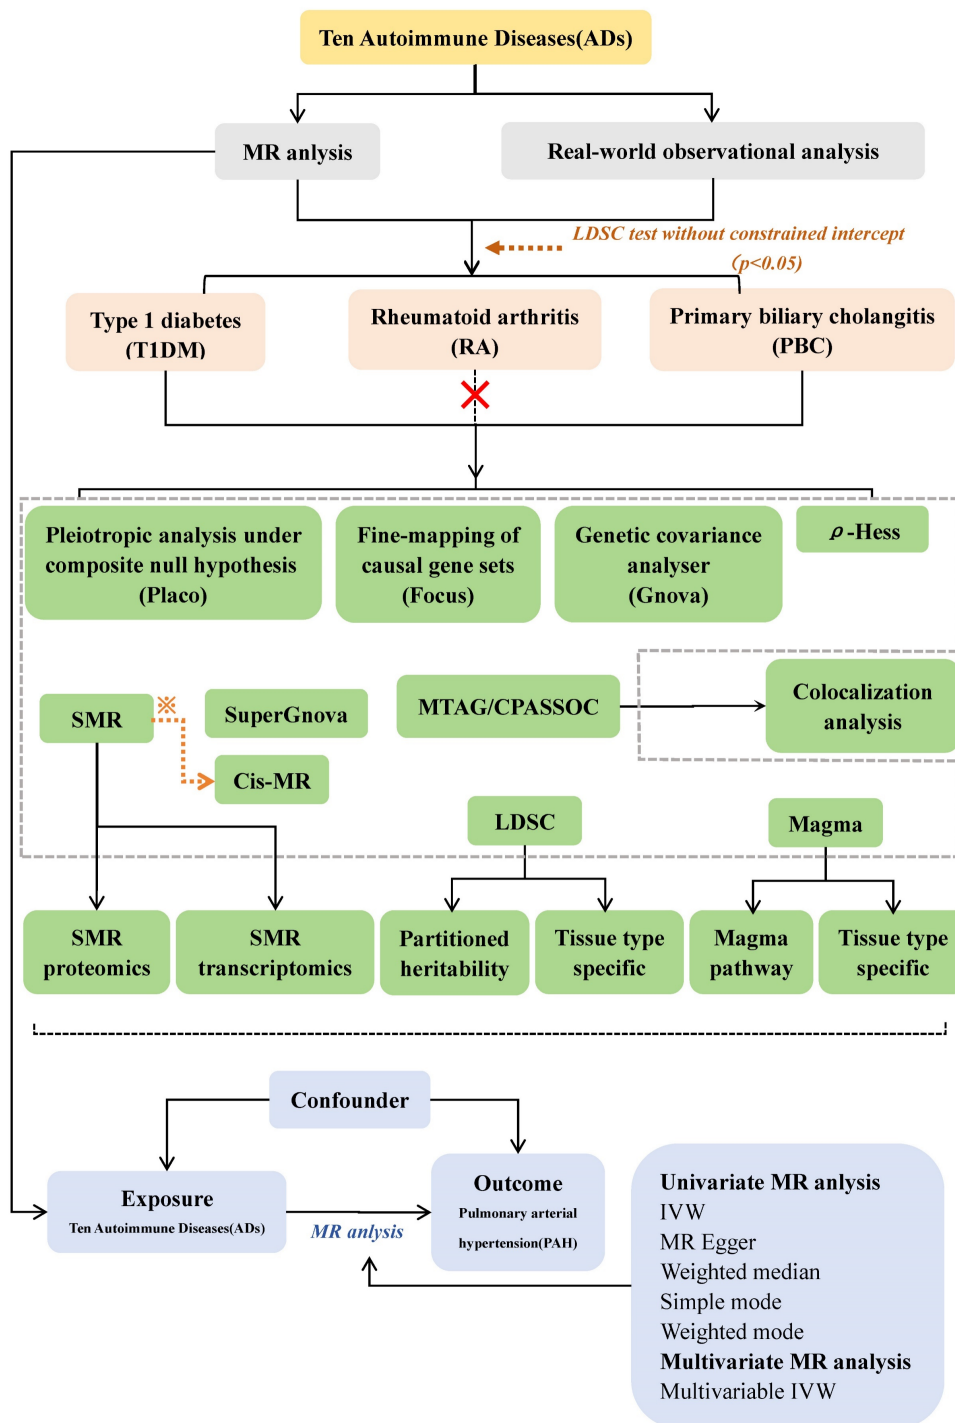 Ten Autoimmune Diseases(ADs)
MR anlysis
Real-world observational analysis
LDSC test without constrained intercept
(p<0.05)
Type 1 diabetes
(T1DM)
Rheumatoid arthritis
(RA)
Primary biliary cholangitis
(PBC)
Pleiotropic analysis under
composite null hypothesis
(Placo)
Fine-mapping of
causal gene sets
(Focus)
Genetic covariance
analyser
(Gnova)
ρ-Hess
SMR
※
SuperGnova
Cis-MR
MTAG/CPASSOC
Colocalization
analysis
LDSC
Magma
SMR
proteomics
SMR
transcriptomics
Partitioned
heritability
Tissue type
specific
Magma
pathway
Tissue type
specific
Confounder
Exposure
Ten Autoimmune Diseases(ADs)
MR anlysis
Outcome
Pulmonary arterial
hypertension(PAH)
Univariate MR anlysis
IVW
MR Egger
Weighted median
Simple mode
Weighted mode
Multivariate MR analysis
Multivariable IVW